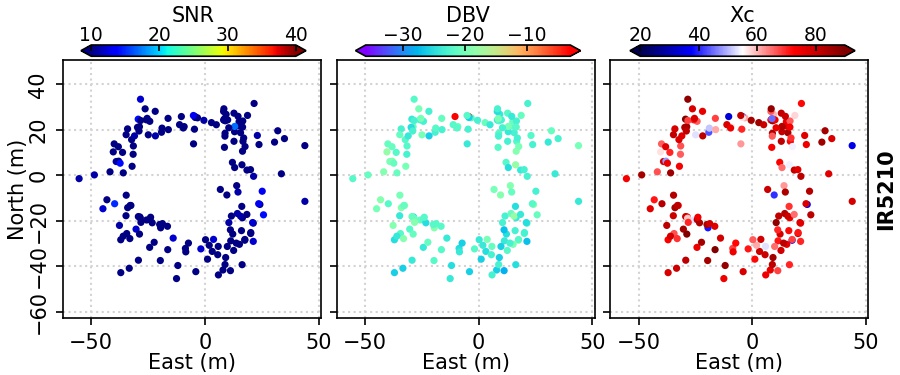 SNR DBV Xc
10 20 30 40 −30 −20 −10 20 40 60 80
40
20
0
−20
−40
−60
North (m)
IR5210
−50 0 50 −50 0 50 −50 0 50
East (m) East (m) East (m)